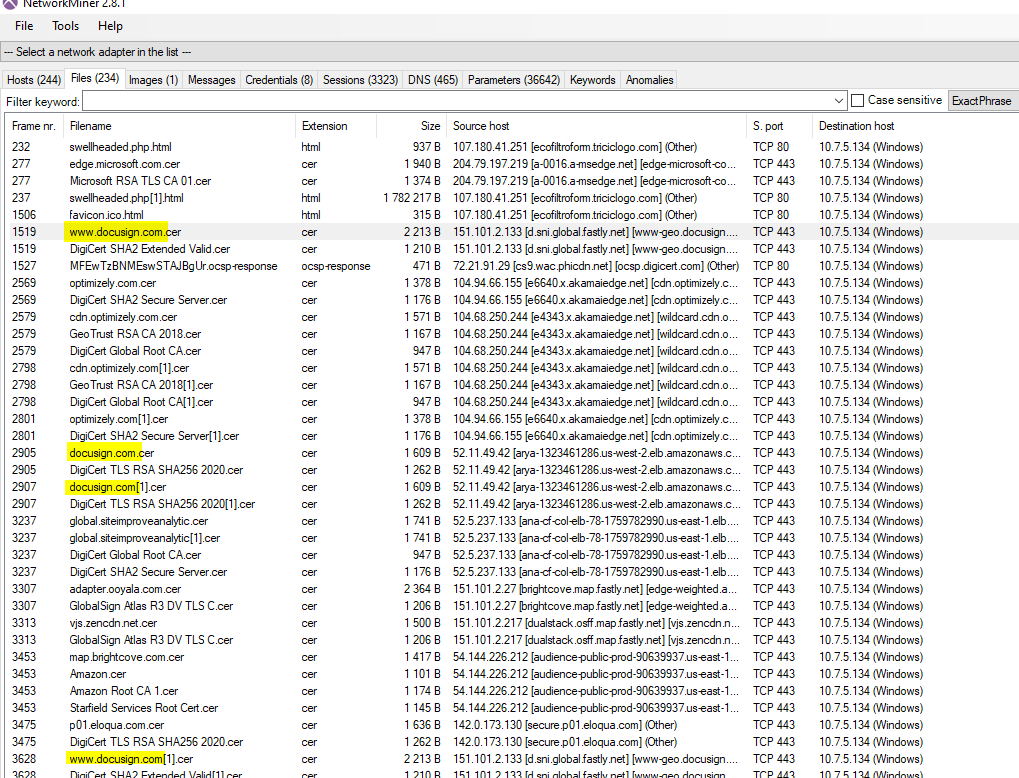 NetworkMiner 2.8.1
File Tools Help
--- Select a network adapter in the list ---
Hosts (244) Files (234) Images (1) Messages Credentials (8) Sessions (3323) DNS (465) Parameters (36642) Keywords Anomalies
Filter keyword: Case sensitive ExactPhrase
Frame nr. Filename Extension Size Source host S. port Destination host
232 swellheaded.php.html html 937 B 107.180.41.251 [ecofiltroform.triciclogo.com] (Other) TCP 80 10.7.5.134 (Windows)
277 edge.microsoft.com.cer cer 1 940 B 204.79.197.219 [a-0016.a-msedge.net] [edge-microsoft-co... TCP 443 10.7.5.134 (Windows)
277 Microsoft RSA TLS CA 01.cer cer 1 374 B 204.79.197.219 [a-0016.a-msedge.net] [edge-microsoft-co... TCP 443 10.7.5.134 (Windows)
237 swellheaded.php[1].html html 1 782 217 B 107.180.41.251 [ecofiltroform.triciclogo.com] (Other) TCP 80 10.7.5.134 (Windows)
1506 favicon.ico.html html 315 B 107.180.41.251 [ecofiltroform.triciclogo.com] (Other) TCP 80 10.7.5.134 (Windows)
1519 www.docusign.com.cer cer 2 213 B 151.101.2.133 [d.sni.global.fastly.net] [www-geo.docusign.... TCP 443 10.7.5.134 (Windows)
1519 DigiCert SHA2 Extended Valid.cer cer 1 210 B 151.101.2.133 [d.sni.global.fastly.net] [www-geo.docusign.... TCP 443 10.7.5.134 (Windows)
1527 MFEwTzBNMEswSTAJBgUr.ocsp-response ocsp-response 471 B 72.21.91.29 [cs9.wac.phicdn.net] [ocsp.digicert.com] (Other) TCP 80 10.7.5.134 (Windows)
2569 optimizely.com.cer cer 1 378 B 104.94.66.155 [e6640.x.akamaiedge.net] [cdn.optimizely.c... TCP 443 10.7.5.134 (Windows)
2569 DigiCert SHA2 Secure Server.cer cer 1 176 B 104.94.66.155 [e6640.x.akamaiedge.net] [cdn.optimizely.c... TCP 443 10.7.5.134 (Windows)
2579 cdn.optimizely.com.cer cer 1 571 B 104.68.250.244 [e4343.x.akamaiedge.net] [wildcard.cdn.o... TCP 443 10.7.5.134 (Windows)
2579 GeoTrust RSA CA 2018.cer cer 1 167 B 104.68.250.244 [e4343.x.akamaiedge.net] [wildcard.cdn.o... TCP 443 10.7.5.134 (Windows)
2579 DigiCert Global Root CA.cer cer 947 B 104.68.250.244 [e4343.x.akamaiedge.net] [wildcard.cdn.o... TCP 443 10.7.5.134 (Windows)
2798 cdn.optimizely.com[1].cer cer 1 571 B 104.68.250.244 [e4343.x.akamaiedge.net] [wildcard.cdn.o... TCP 443 10.7.5.134 (Windows)
2798 GeoTrust RSA CA 2018[1].cer cer 1 167 B 104.68.250.244 [e4343.x.akamaiedge.net] [wildcard.cdn.o... TCP 443 10.7.5.134 (Windows)
2798 DigiCert Global Root CA[1].cer cer 947 B 104.68.250.244 [e4343.x.akamaiedge.net] [wildcard.cdn.o... TCP 443 10.7.5.134 (Windows)
2801 optimizely.com[1].cer cer 1 378 B 104.94.66.155 [e6640.x.akamaiedge.net] [cdn.optimizely.c... TCP 443 10.7.5.134 (Windows)
2801 DigiCert SHA2 Secure Server[1].cer cer 1 176 B 104.94.66.155 [e6640.x.akamaiedge.net] [cdn.optimizely.c... TCP 443 10.7.5.134 (Windows)
2905 docusign.com.cer cer 1 609 B 52.11.49.42 [arya-1323461286.us-west-2.elb.amazonaws.c... TCP 443 10.7.5.134 (Windows)
2905 DigiCert TLS RSA SHA256 2020.cer cer 1 262 B 52.11.49.42 [arya-1323461286.us-west-2.elb.amazonaws.c... TCP 443 10.7.5.134 (Windows)
2907 docusign.com[1].cer cer 1 609 B 52.11.49.42 [arya-1323461286.us-west-2.elb.amazonaws.c... TCP 443 10.7.5.134 (Windows)
2907 DigiCert TLS RSA SHA256 2020[1].cer cer 1 262 B 52.11.49.42 [arya-1323461286.us-west-2.elb.amazonaws.c... TCP 443 10.7.5.134 (Windows)
3237 global.siteimproveanalytic.cer cer 1 741 B 52.5.237.133 [ana-cf-col-elb-78-1759782990.us-east-1.elb.... TCP 443 10.7.5.134 (Windows)
3237 global.siteimproveanalytic[1].cer cer 1 741 B 52.5.237.133 [ana-cf-col-elb-78-1759782990.us-east-1.elb.... TCP 443 10.7.5.134 (Windows)
3237 DigiCert Global Root CA.cer cer 947 B 52.5.237.133 [ana-cf-col-elb-78-1759782990.us-east-1.elb.... TCP 443 10.7.5.134 (Windows)
3237 DigiCert SHA2 Secure Server.cer cer 1 176 B 52.5.237.133 [ana-cf-col-elb-78-1759782990.us-east-1.elb.... TCP 443 10.7.5.134 (Windows)
3307 adapter.ooyala.com.cer cer 2 364 B 151.101.2.27 [brightcove.map.fastly.net] [edge-weighted.a... TCP 443 10.7.5.134 (Windows)
3307 GlobalSign Atlas R3 DV TLS C.cer cer 1 206 B 151.101.2.27 [brightcove.map.fastly.net] [edge-weighted.a... TCP 443 10.7.5.134 (Windows)
3313 vjs.zencdn.net.cer cer 1 500 B 151.101.2.217 [dualstack.osff.map.fastly.net] [vjs.zencdn.n... TCP 443 10.7.5.134 (Windows)
3313 GlobalSign Atlas R3 DV TLS C.cer cer 1 206 B 151.101.2.217 [dualstack.osff.map.fastly.net] [vjs.zencdn.n... TCP 443 10.7.5.134 (Windows)
3453 map.brightcove.com.cer cer 1 417 B 54.144.226.212 [audience-public-prod-90639937.us-east-1... TCP 443 10.7.5.134 (Windows)
3453 Amazon.cer cer 1 101 B 54.144.226.212 [audience-public-prod-90639937.us-east-1... TCP 443 10.7.5.134 (Windows)
3453 Amazon Root CA 1.cer cer 1 174 B 54.144.226.212 [audience-public-prod-90639937.us-east-1... TCP 443 10.7.5.134 (Windows)
3453 Starfield Services Root Cert.cer cer 1 145 B 54.144.226.212 [audience-public-prod-90639937.us-east-1... TCP 443 10.7.5.134 (Windows)
3475 p01.eloqua.com.cer cer 1 636 B 142.0.173.130 [secure.p01.eloqua.com] (Other) TCP 443 10.7.5.134 (Windows)
3475 DigiCert TLS RSA SHA256 2020.cer cer 1 262 B 142.0.173.130 [secure.p01.eloqua.com] (Other) TCP 443 10.7.5.134 (Windows)
3628 www.docusign.com[1].cer cer 2 213 B 151.101.2.133 [d.sni.global.fastly.net] [www-geo.docusign.... TCP 443 10.7.5.134 (Windows)
3628 DigiCert SHA2 Extended Valid[1].cer cer 1 210 B 151.101.2.133 [d.sni.global.fastly.net] [www-geo.docusign.... TCP 443 10.7.5.134 (Windows)